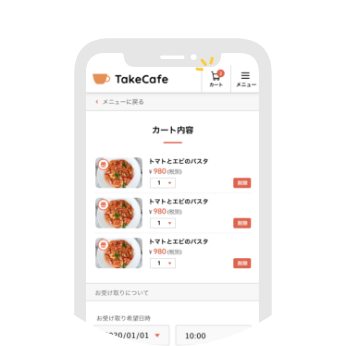 TakeCafe
3
カート
メニュー
メニューに戻る
カート内容
トマトとエビのパスタ
¥980(税別)
1
削除
トマトとエビのパスタ
¥980(税別)
1
削除
トマトとエビのパスタ
¥980(税別)
1
削除
お受け取りについて
お受け取り希望日時
2020/01/01
10:00